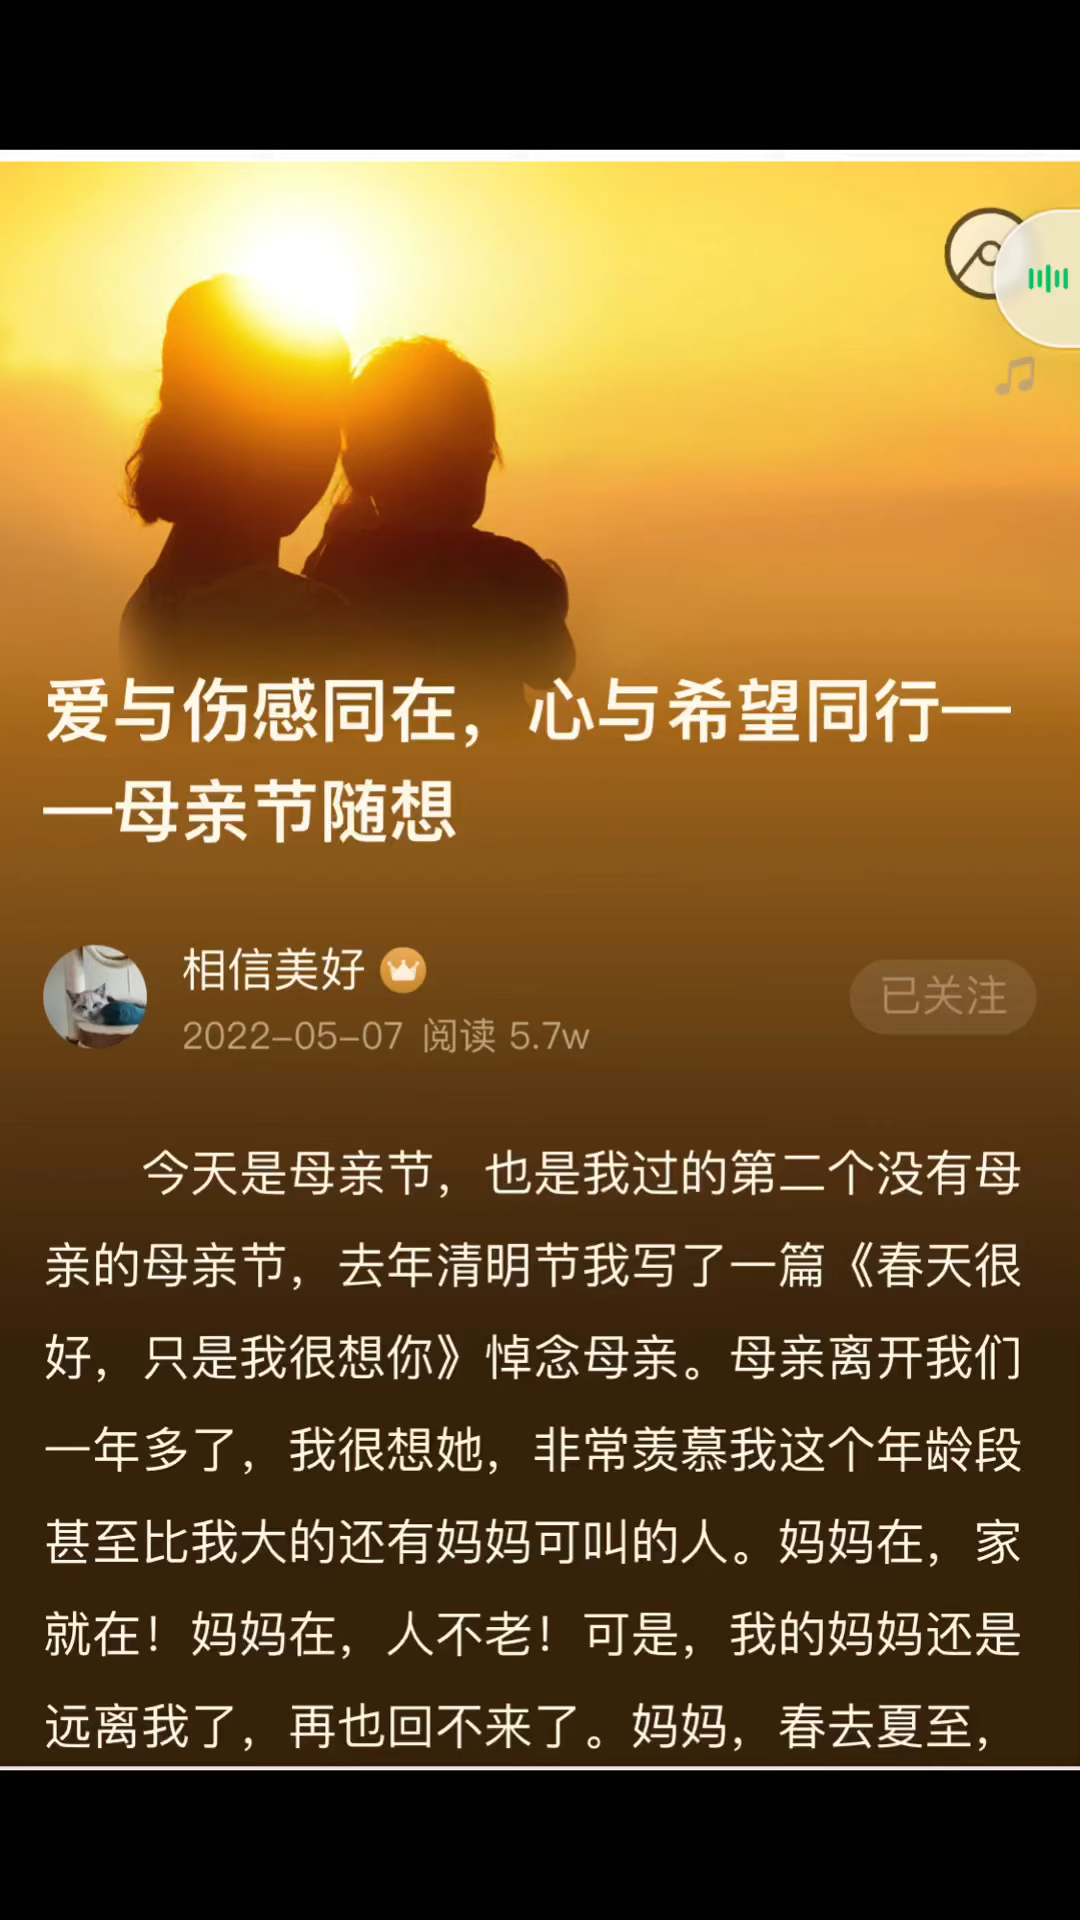 爱与伤感同在，心与希望同行—
—母亲节随想
相信美好
已关注
2022-05-07 阅读 5.7w
今天是母亲节，也是我过的第二个没有母
亲的母亲节，去年清明节我写了一篇《春天很
好，只是我很想你》悼念母亲。母亲离开我们
一年多了，我很想她，非常羡慕我这个年龄段
甚至比我大的还有妈妈可叫的人。妈妈在，家
就在！妈妈在，人不老！可是，我的妈妈还是
远离我了，再也回不来了。妈妈，春去夏至，